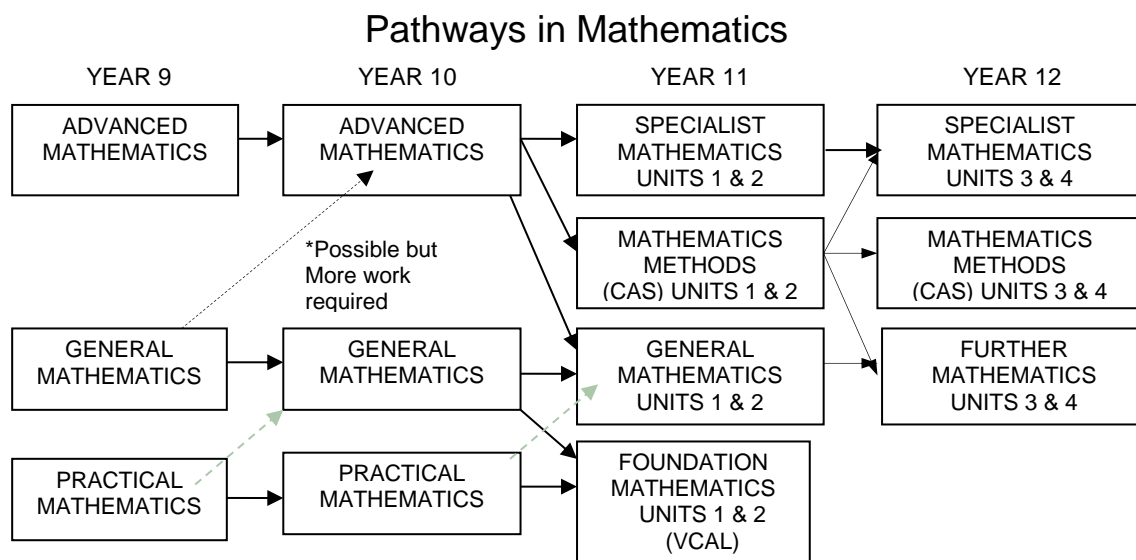 Pathways in Mathematics
YEAR 9
YEAR 10
YEAR 11
YEAR 12
ADVANCED
MATHEMATICS
ADVANCED
MATHEMATICS
SPECIALIST
MATHEMATICS
UNITS 1 & 2
SPECIALIST
MATHEMATICS
UNITS 3 & 4
*Possible but
More work
required
MATHEMATICS
METHODS
(CAS) UNITS 1 & 2
MATHEMATICS
METHODS
(CAS) UNITS 3 & 4
GENERAL
MATHEMATICS
GENERAL
MATHEMATICS
GENERAL
MATHEMATICS
UNITS 1 & 2
FURTHER
MATHEMATICS
UNITS 3 & 4
PRACTICAL
MATHEMATICS
PRACTICAL
MATHEMATICS
FOUNDATION
MATHEMATICS
UNITS 1 & 2
(VCAL)